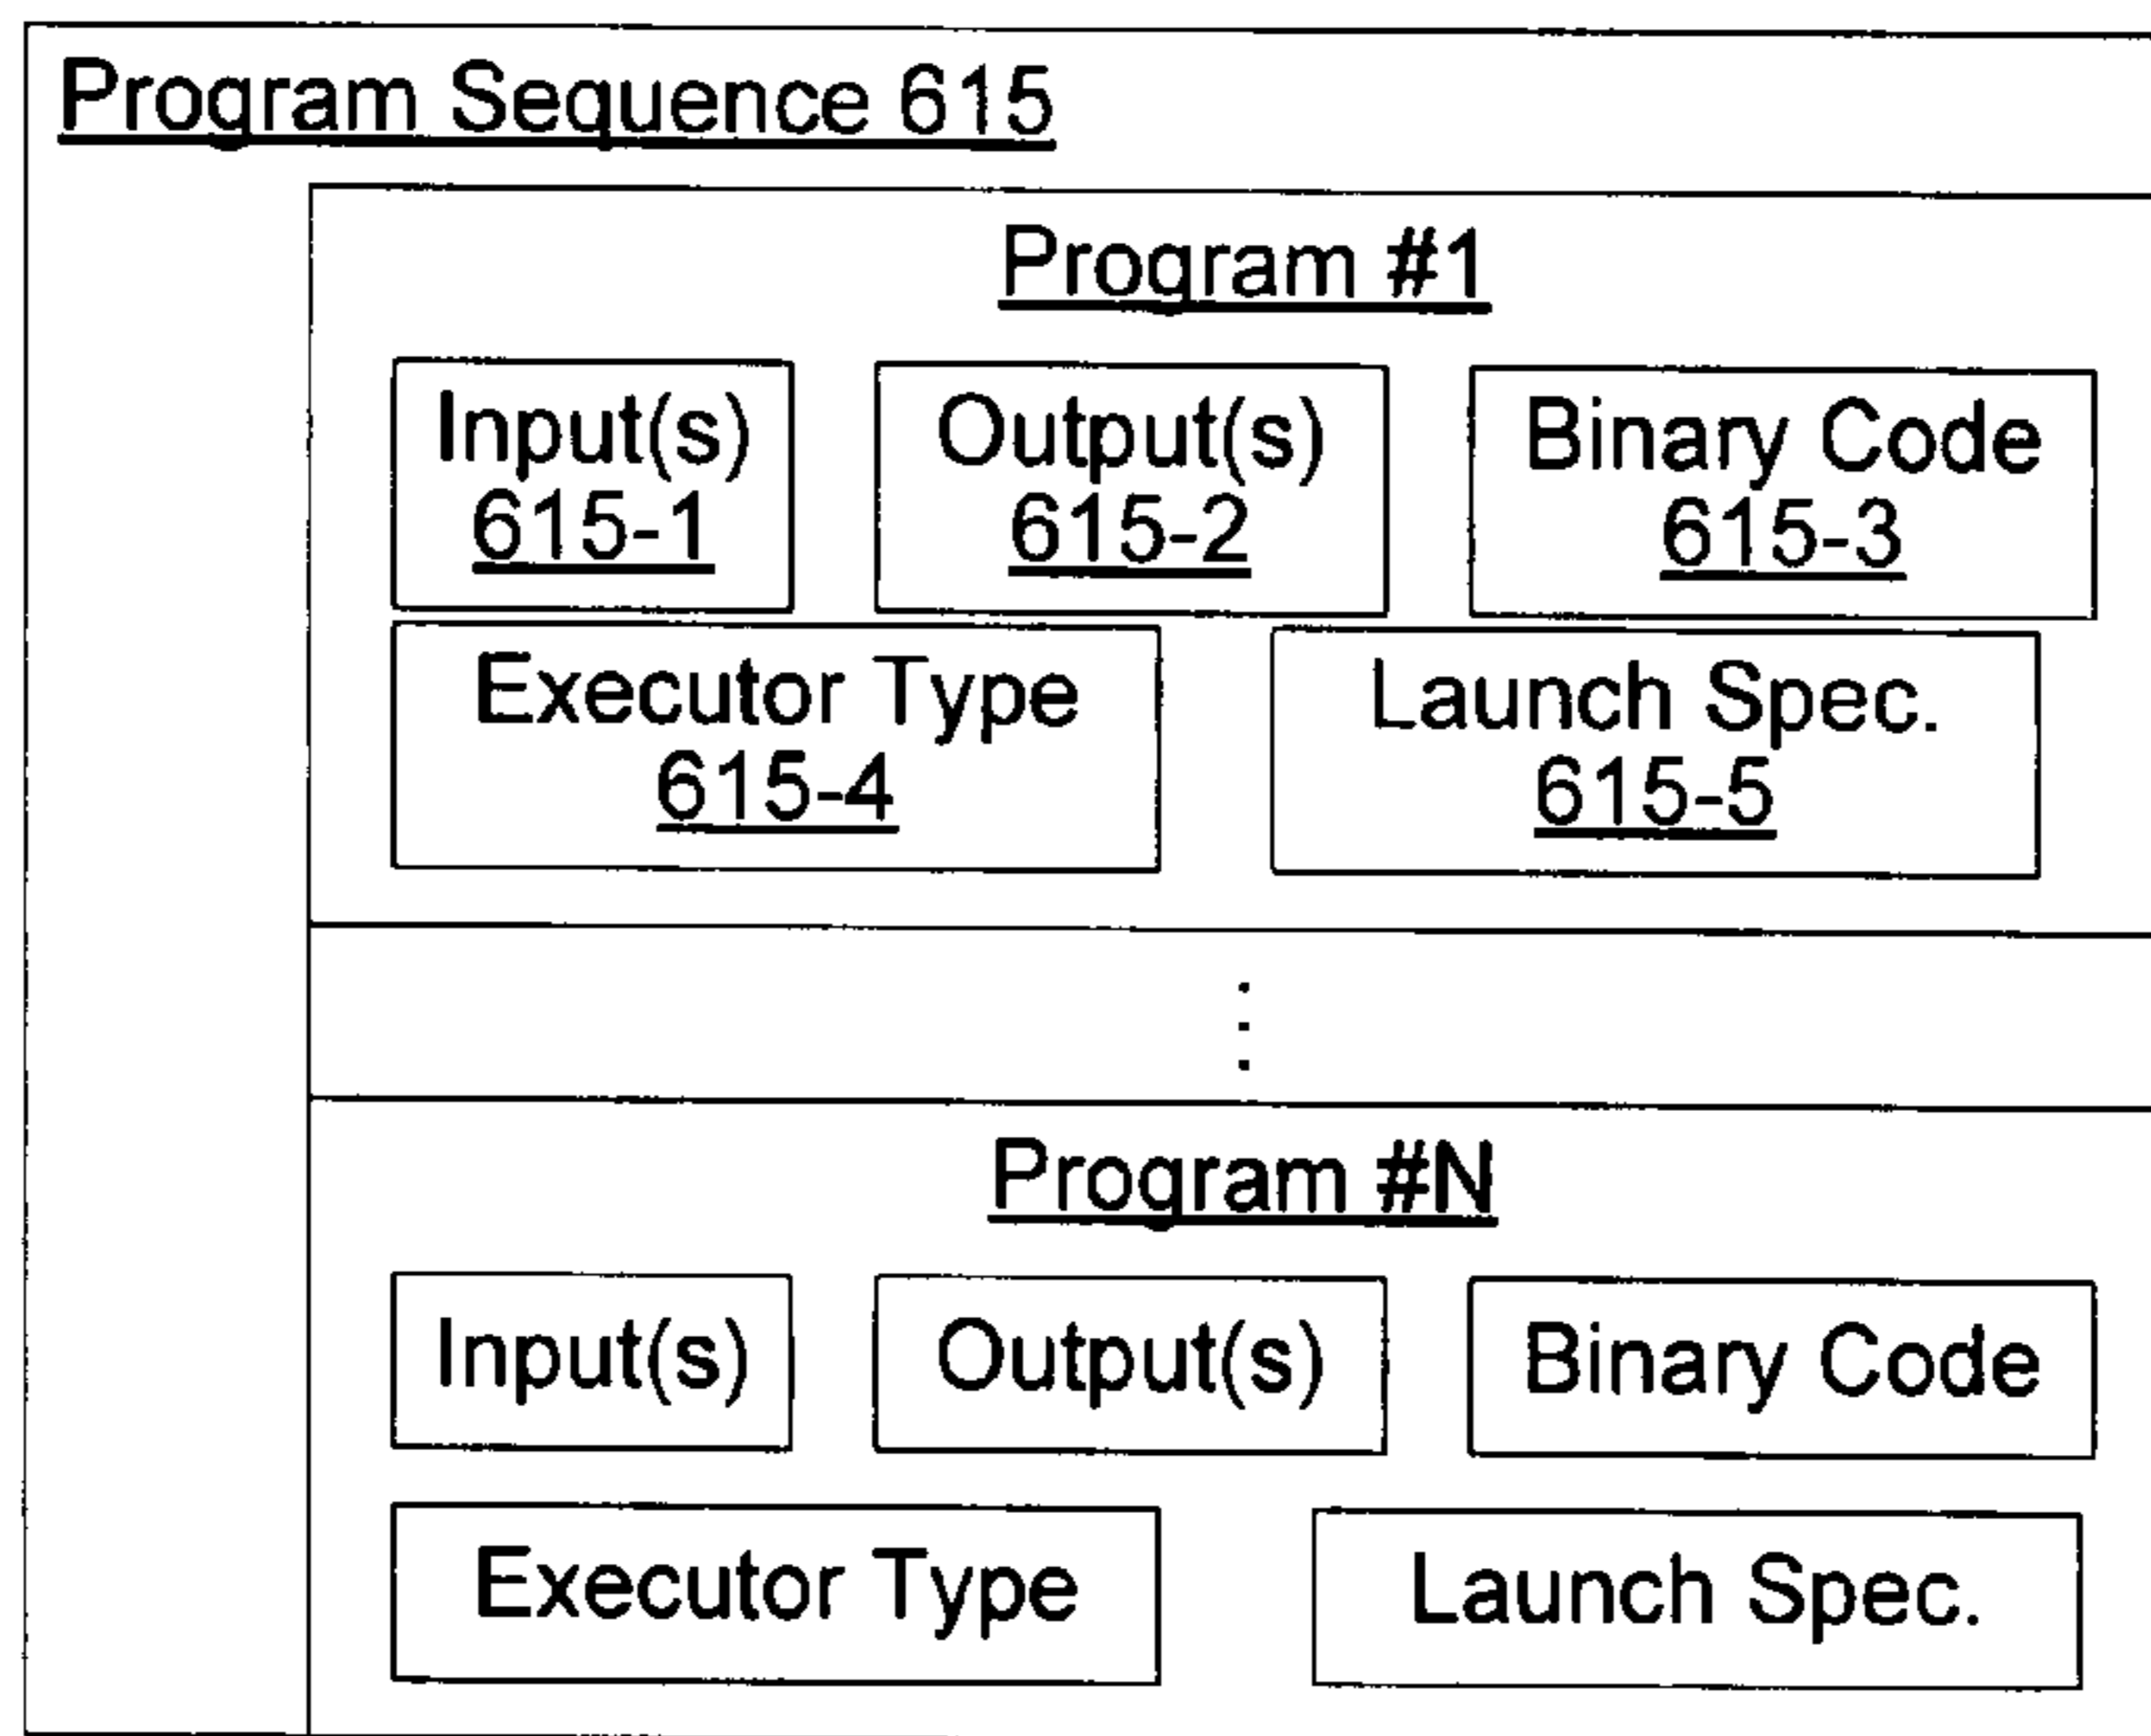 Program Sequence 615
Program #1
Input(s)
615-1
Output(s)
615-2
Binary Code
615-3
Executor Type
615-4
Launch Spec.
615-5
Program #N
Input(s)
Output(s)
Binary Code
Executor Type
Launch Spec.